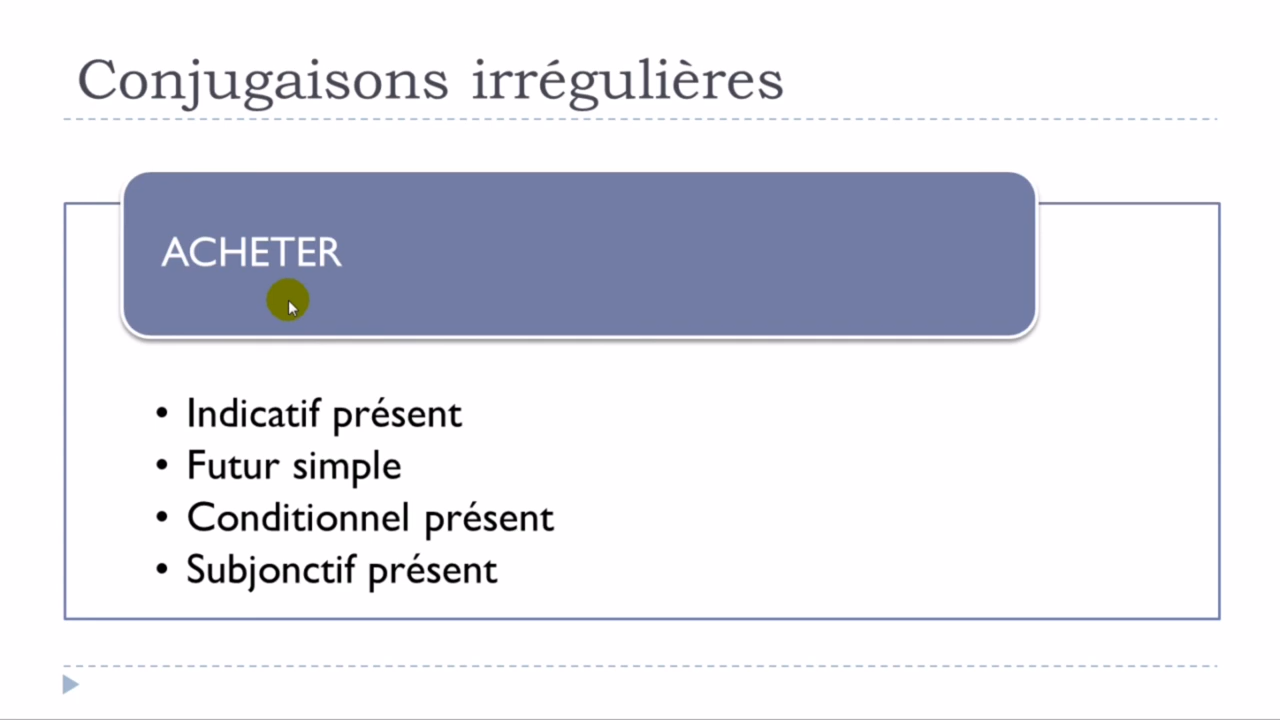 Conjugaisons irrégulières
ACHETER
• Indicatif présent
• Futur simple
• Conditionnel présent
• Subjonctif présent